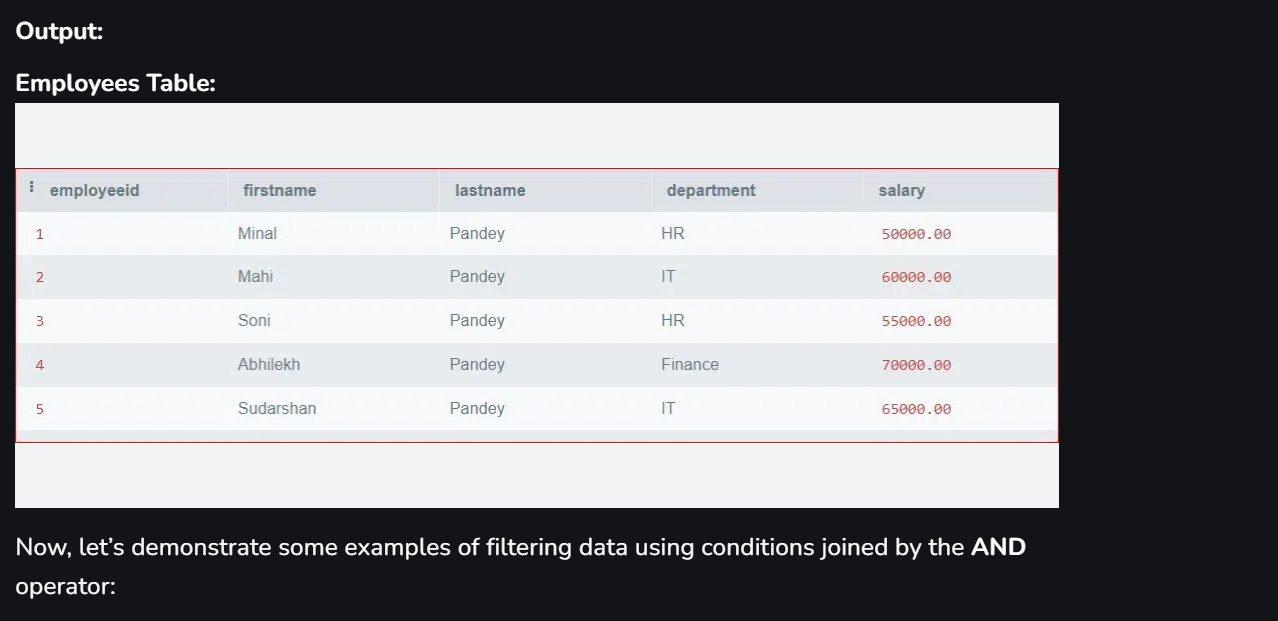 Output:
Employees Table:
employeeid firstname lastname department salary
1 Minal Pandey HR 50000.00
2 Mahi Pandey IT 60000.00
3 Soni Pandey HR 55000.00
4 Abhilekh Pandey Finance 70000.00
5 Sudarshan Pandey IT 65000.00
Now, let’s demonstrate some examples of filtering data using conditions joined by the AND
operator: